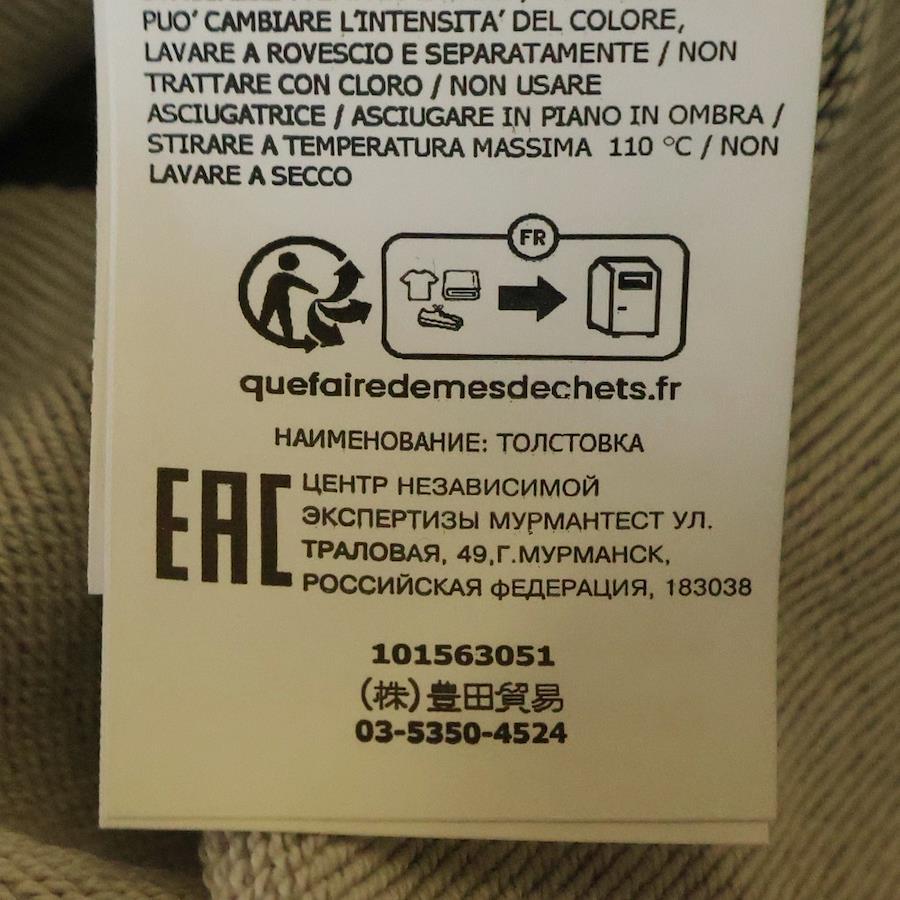 PUO' CAMBIARE L'INTENSITA' DEL COLORE,
LAVARE A ROVESCIO E SEPARATAMENTE / NON
TRATTARE CON CLORO / NON USARE
ASCIUGATRICE / ASCIUGARE IN PIANO IN OMBRA /
STIRARE A TEMPERATURA MASSIMA 110 °C / NON
LAVARE A SECCO
FR
quefairedemesdechets.fr
НАИМЕНОВАНИЕ: ТОЛСТОВКА
EAC
ЦЕНТР НЕЗАВИСИМОЙ
ЭКСПЕРТИЗЫ МУРМАНТЕСТ УЛ.
ТРАЛОВАЯ, 49,Г.МУРМАНСК,
РОССИЙСКАЯ ФЕДЕРАЦИЯ, 183038
101563051
(株)豊田貿易
03-5350-4524